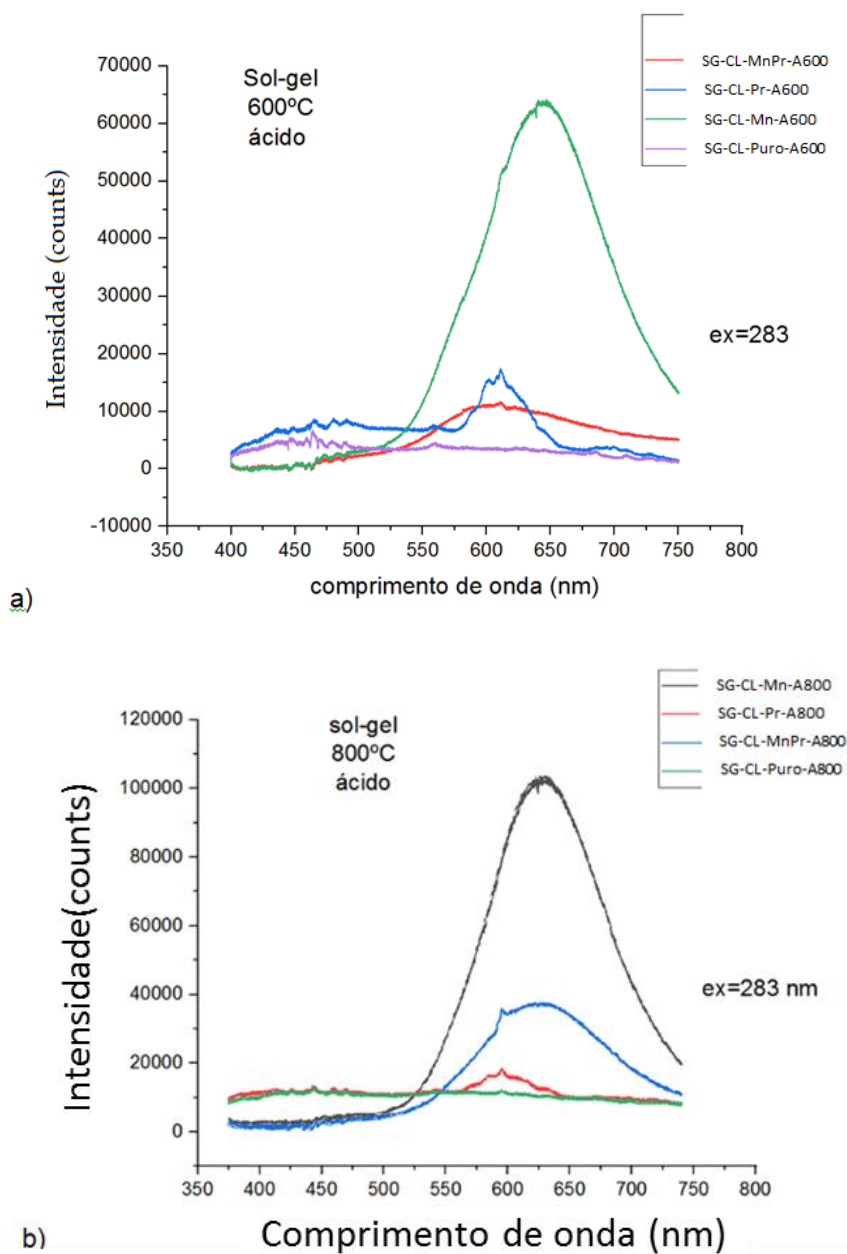 70000
60000
50000
40000
30000
20000
10000
0
-10000
Intensidade (counts)
Sol-gel
600ºC
ácido
SG-CL-MnPr-A600
SG-CL-Pr-A600
SG-CL-Mn-A600
SG-CL-Puro-A600
ex=283
350 400 450 500 550 600 650 700 750 800
comprimento de onda (nm)
a)
120000
100000
80000
60000
40000
20000
0
Intensidade(counts)
sol-gel
800ºC
ácido
SG-CL-Mn-A800
SG-CL-Pr-A800
SG-CL-MnPr-A800
SG-CL-Puro-A800
ex=283 nm
350 400 450 500 550 600 650 700 750 800
Comprimento de onda (nm)
b)